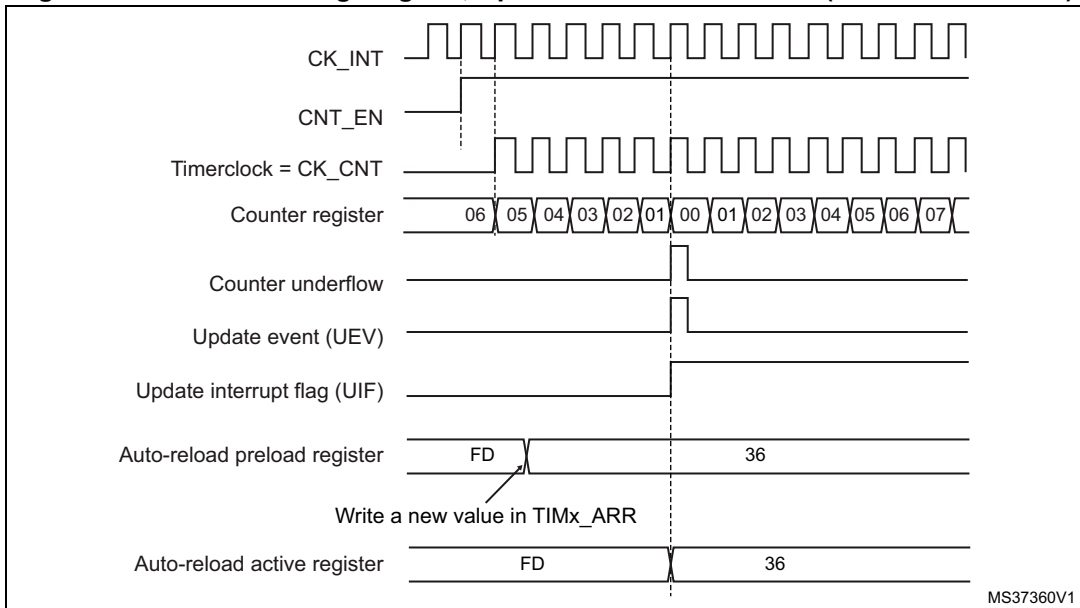 CK_INT
CNT_EN
Timerclock = CK_CNT
Counter register 06 05 04 03 02 01 00 01 02 03 04 05 06 07
Counter underflow
Update event (UEV)
Update interrupt flag (UIF)
Auto-reload preload register FD 36
Write a new value in TIMx_ARR
Auto-reload active register FD 36
MS37360V1